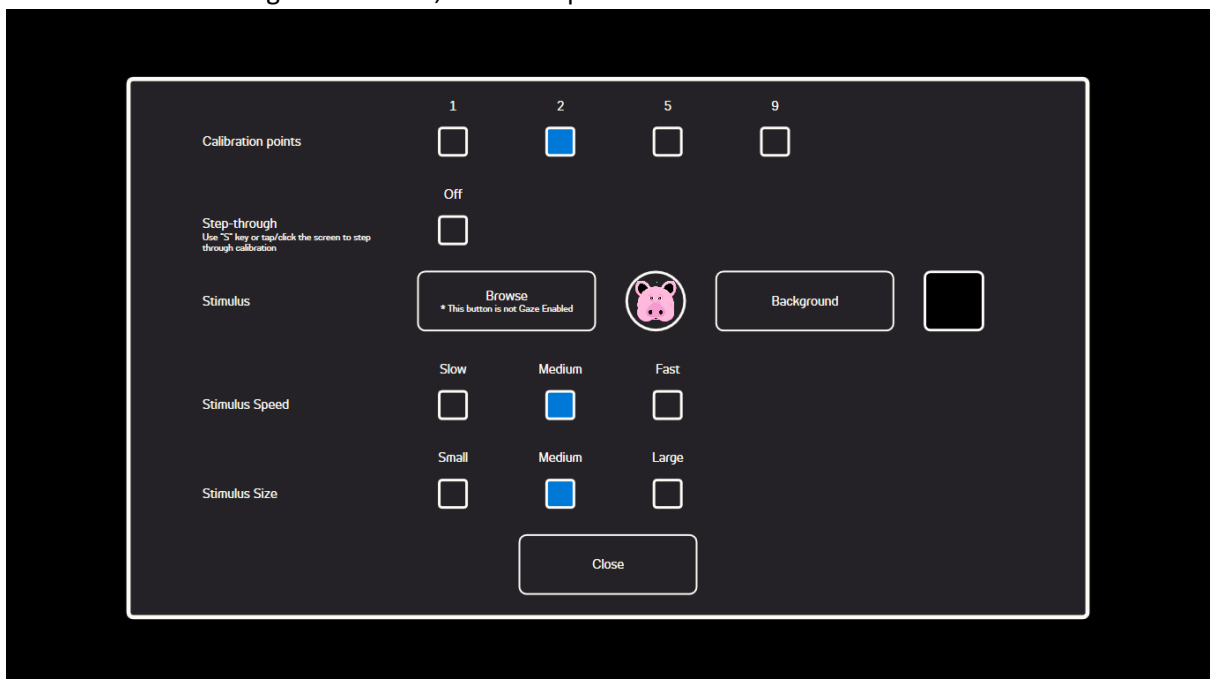 1 2 5 9
Calibration points
Off
Step-through
Use "S" key or tap/click the screen to step
through calibration
Stimulus
Browse
* This button is not Gaze Enabled
Background
Slow Medium Fast
Stimulus Speed
Small Medium Large
Stimulus Size
Close